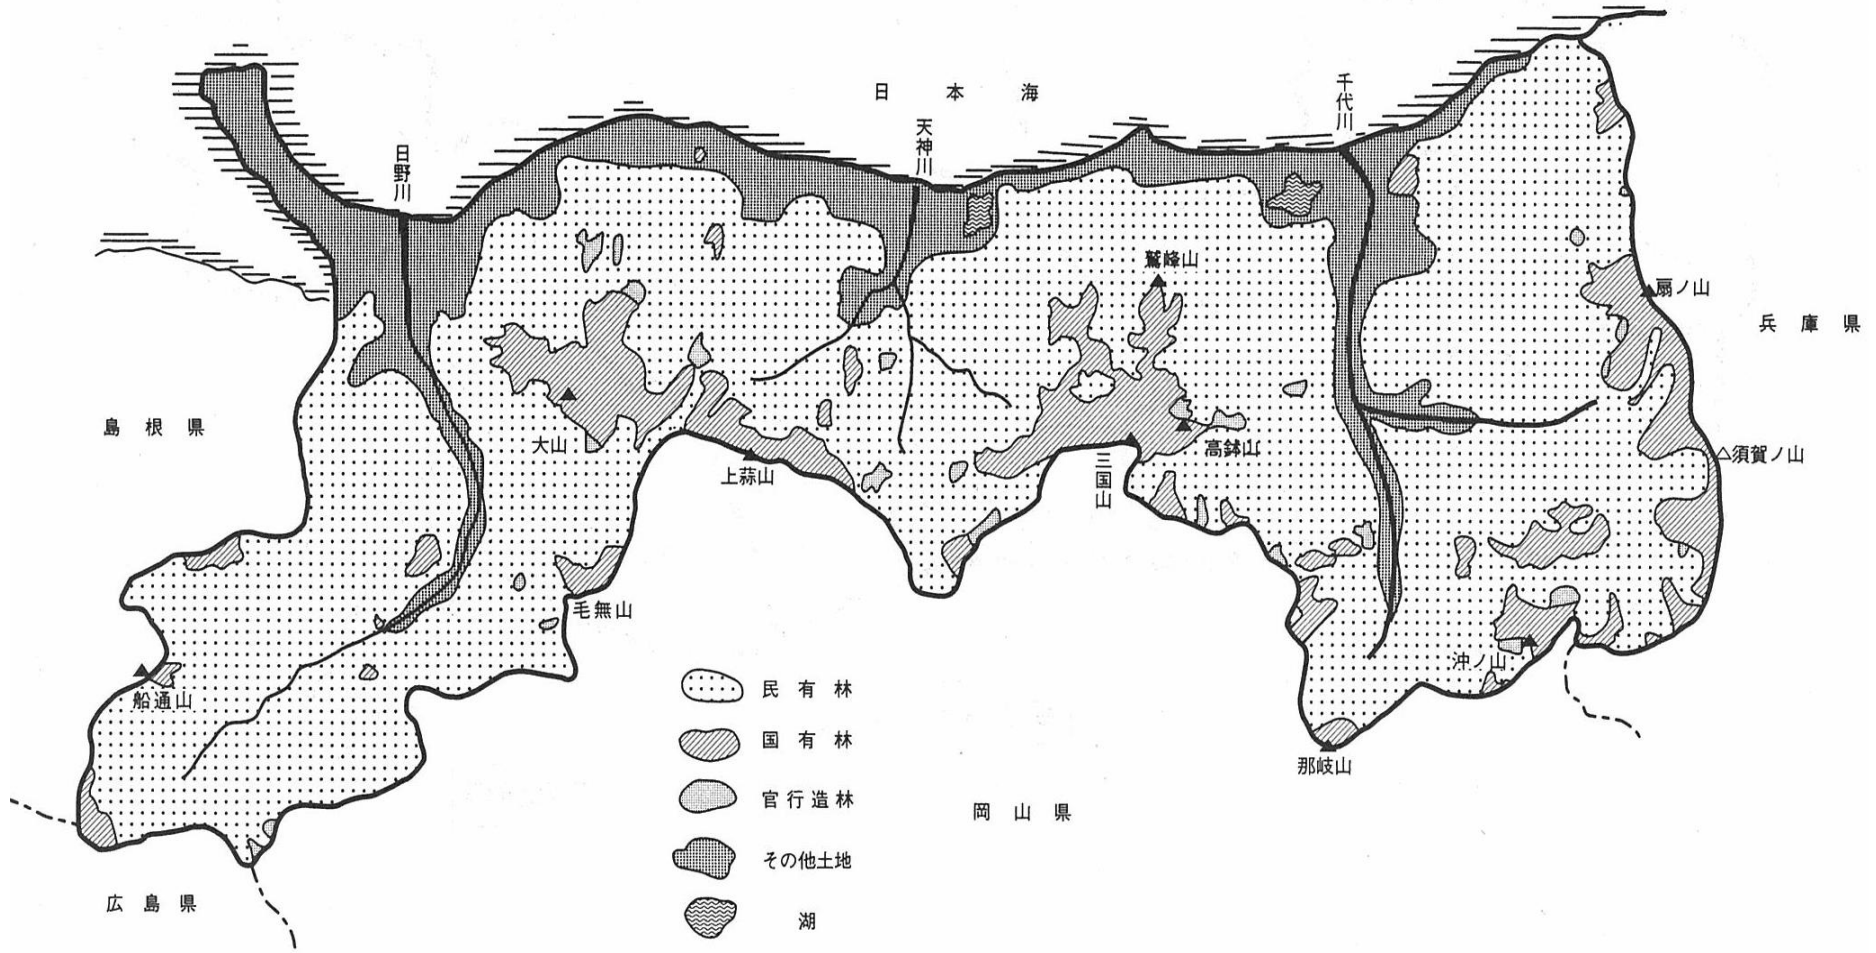 日本海
千代川
天神川
日野川
鷲峰山
扇ノ山
兵庫県
島根県
大山
上蒜山
三国山
高鉢山
須賀ノ山
毛無山
船通山
沖ノ山
那岐山
民有林
国有林
官行造林
その他土地
湖
岡山県
広島県